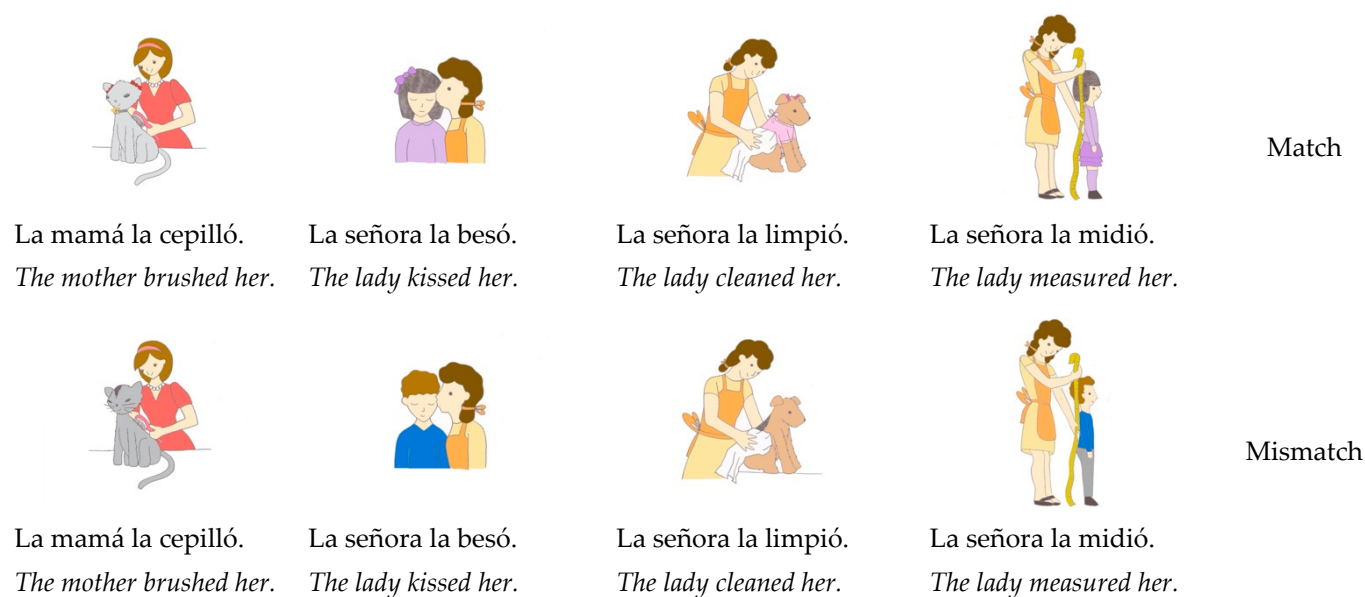 Match
La mamá la cepilló. La señora la besó. La señora la limpió. La señora la midió.
The mother brushed her. The lady kissed her. The lady cleaned her. The lady measured her.
Mismatch
La mamá la cepilló. La señora la besó. La señora la limpió. La señora la midió.
The mother brushed her. The lady kissed her. The lady cleaned her. The lady measured her.